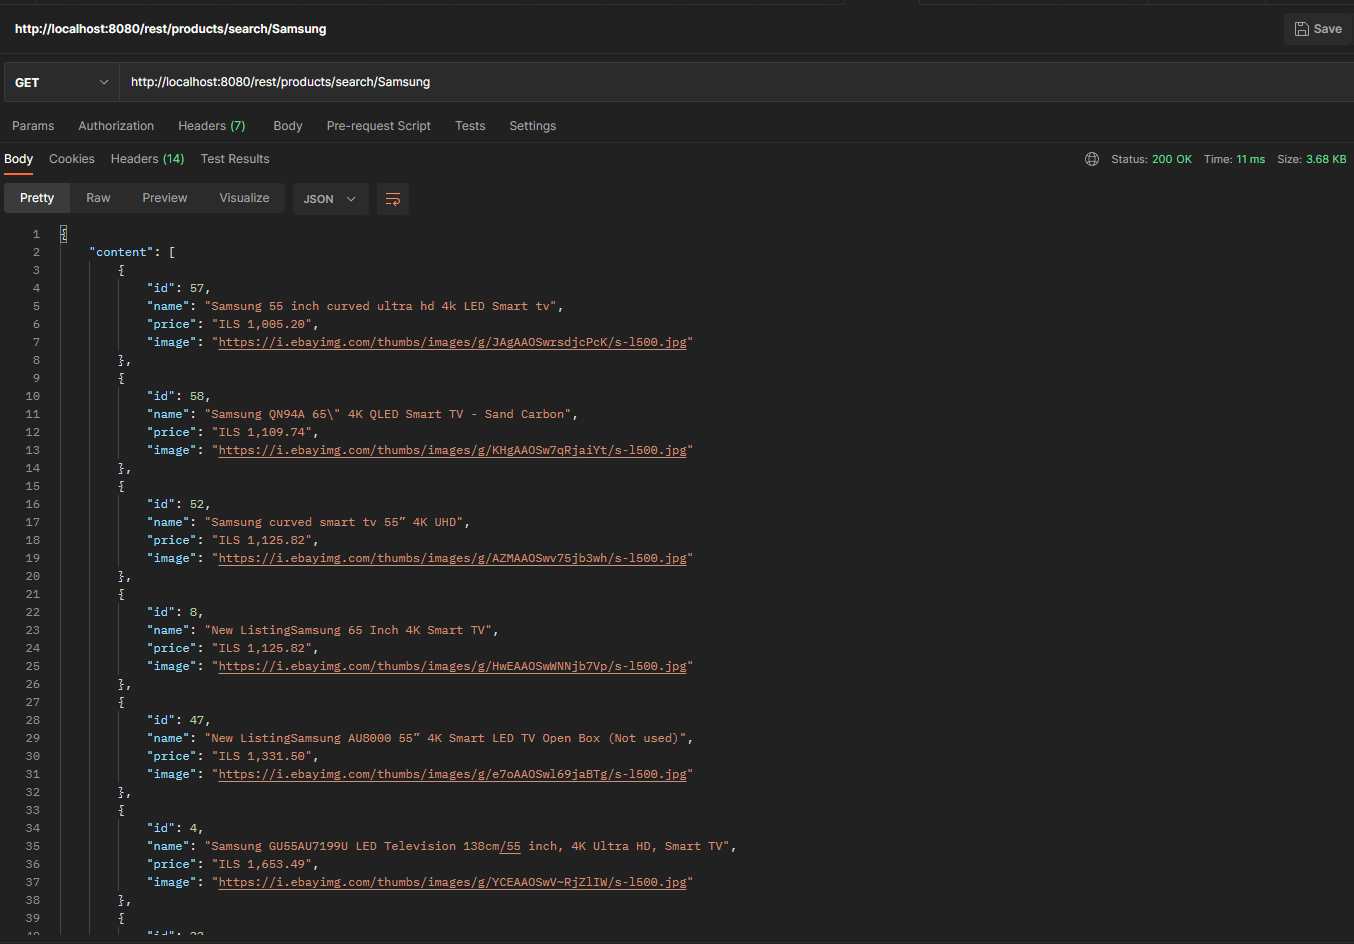 http://localhost:8080/rest/products/search/Samsung
Save
GET
http://localhost:8080/rest/products/search/Samsung
Params Authorization Headers (7) Body Pre-request Script Tests Settings
Body Cookies Headers (14) Test Results
Status: 200 OK Time: 11 ms Size: 3.68 KB
Pretty Raw Preview Visualize JSON
1 {
2 "content": [
3 {
4 "id": 57,
5 "name": "Samsung 55 inch curved ultra hd 4k LED Smart tv",
6 "price": "ILS 1,005.20",
7 "image": "https://i.ebayimg.com/thumbs/images/g/JAgAAOSwrsdjcPcK/s-l500.jpg"
8 },
9 {
10 "id": 58,
11 "name": "Samsung QN94A 65\" 4K QLED Smart TV - Sand Carbon",
12 "price": "ILS 1,109.74",
13 "image": "https://i.ebayimg.com/thumbs/images/g/KHgAAOSw7qRjaiYt/s-l500.jpg"
14 },
15 {
16 "id": 52,
17 "name": "Samsung curved smart tv 55” 4K UHD",
18 "price": "ILS 1,125.82",
19 "image": "https://i.ebayimg.com/thumbs/images/g/AZMAAOSwv75jb3wh/s-l500.jpg"
20 },
21 {
22 "id": 8,
23 "name": "New ListingSamsung 65 Inch 4K Smart TV",
24 "price": "ILS 1,125.82",
25 "image": "https://i.ebayimg.com/thumbs/images/g/HwEAAOSwWNNjb7Vp/s-l500.jpg"
26 },
27 {
28 "id": 47,
29 "name": "New ListingSamsung AU8000 55” 4K Smart LED TV Open Box (Not used)",
30 "price": "ILS 1,331.50",
31 "image": "https://i.ebayimg.com/thumbs/images/g/e7oAAOSwl69jaBTg/s-l500.jpg"
32 },
33 {
34 "id": 4,
35 "name": "Samsung GU55AU7199U LED Television 138cm/55 inch, 4K Ultra HD, Smart TV",
36 "price": "ILS 1,653.49",
37 "image": "https://i.ebayimg.com/thumbs/images/g/YCEAAOSwV~RjZlIW/s-l500.jpg"
38 },
39 {